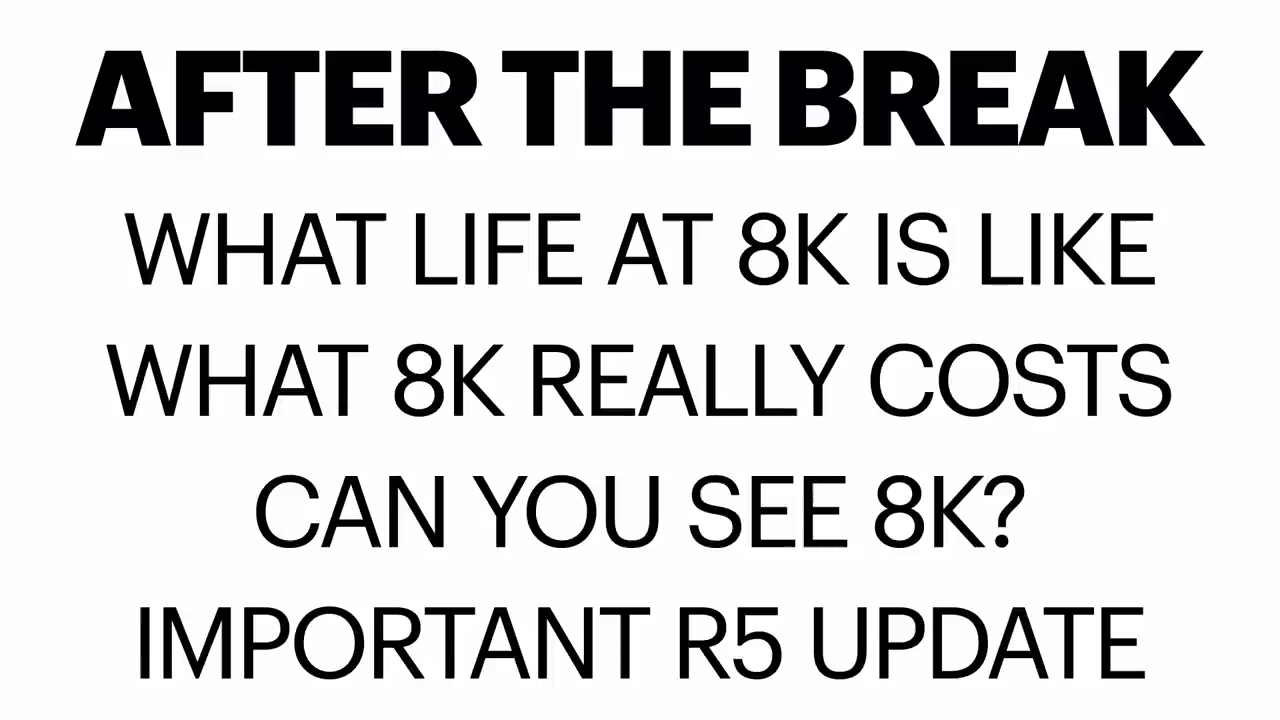 AFTER THE BREAK
WHAT LIFE AT 8K IS LIKE
WHAT 8K REALLY COSTS
CAN YOU SEE 8K?
IMPORTANT R5 UPDATE